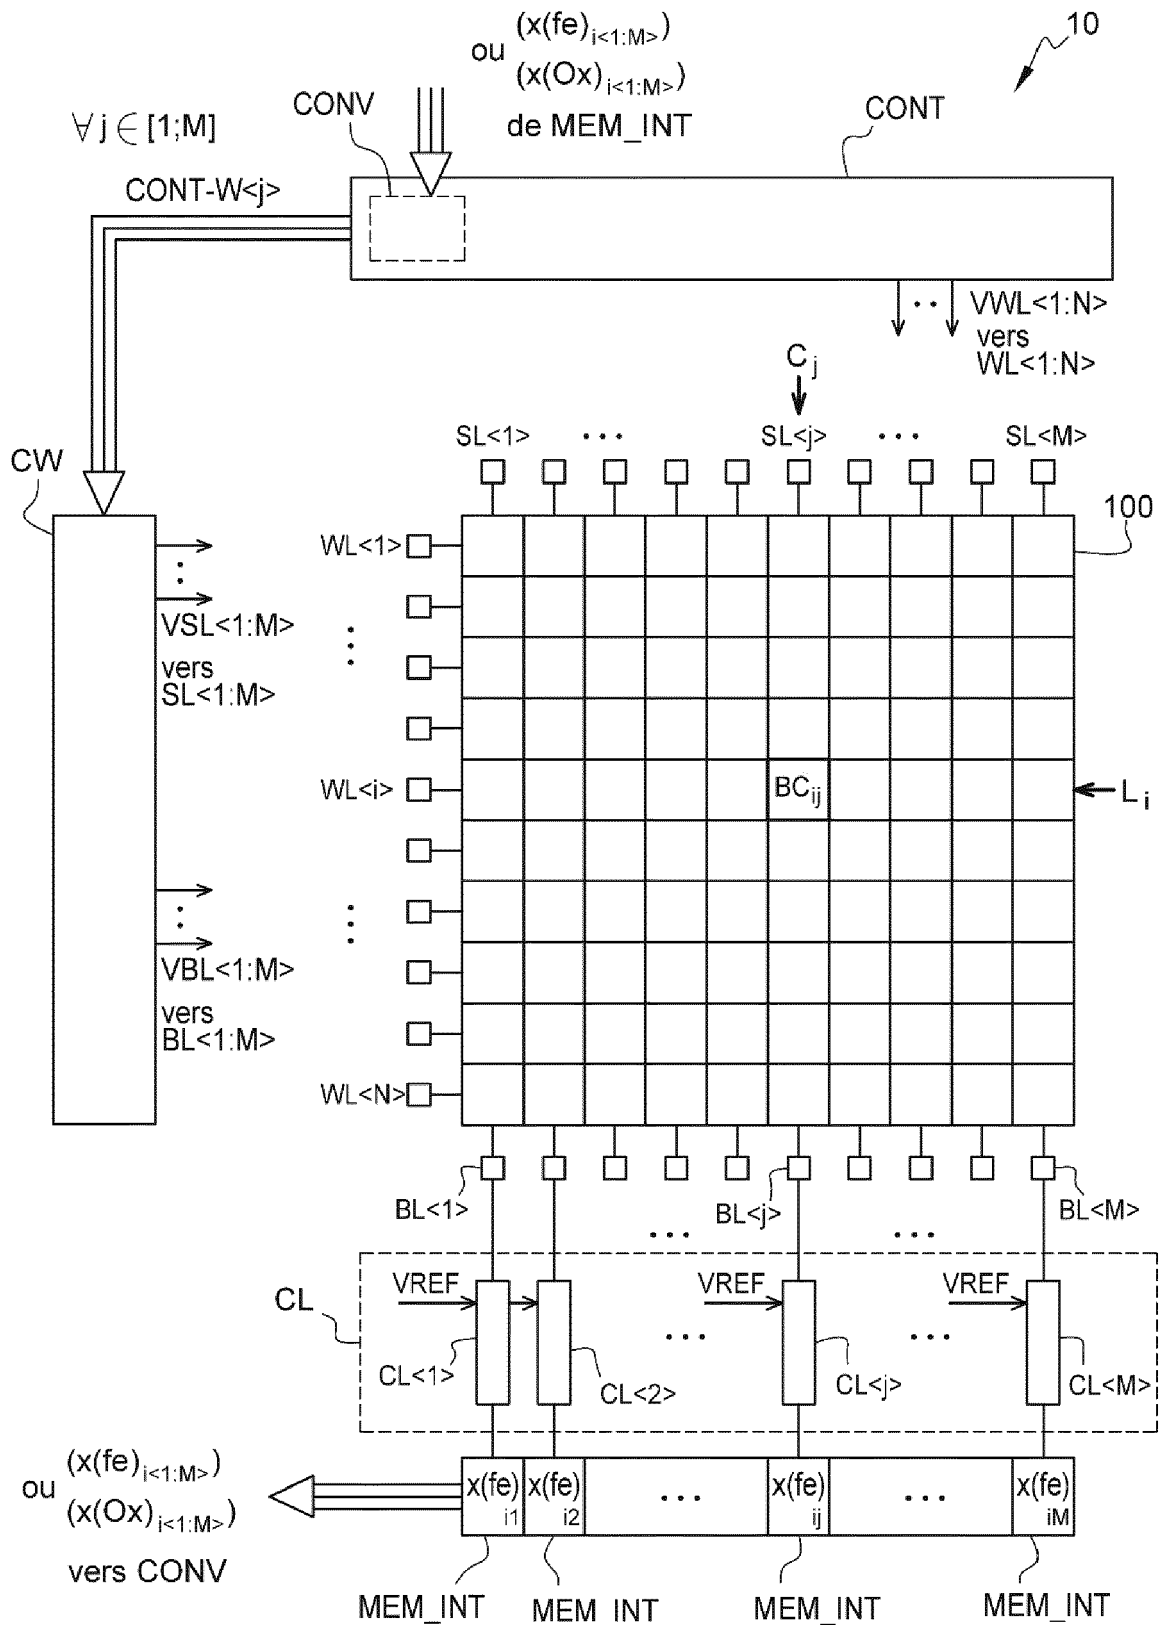 10
(x(fe)i<1:M>)
ou
(x(Ox)i<1:M>)
de MEM_INT
CONV
CONT
∀j∈[1;M]
CONT-W<j>
VWL<1:N>
vers
WL<1:N>
Cj
SL<1> ... SL<j> ... SL<M>
CW
100
WL<1>
VSL<1:M>
vers
SL<1:M>
WL<i>
BCij
Li
VBL<1:M>
vers
BL<1:M>
WL<N>
BL<1> BL<j> BL<M>
... ...
CL
VREF VREF VREF
... ...
CL<1> CL<2> CL<j> CL<M>
(x(fe)i<1:M>)
ou
(x(Ox)i<1:M>)
vers CONV
x(fe)i1 x(fe)i2 ... x(fe)ij ... x(fe)iM
MEM_INT MEM INT MEM_INT MEM_INT